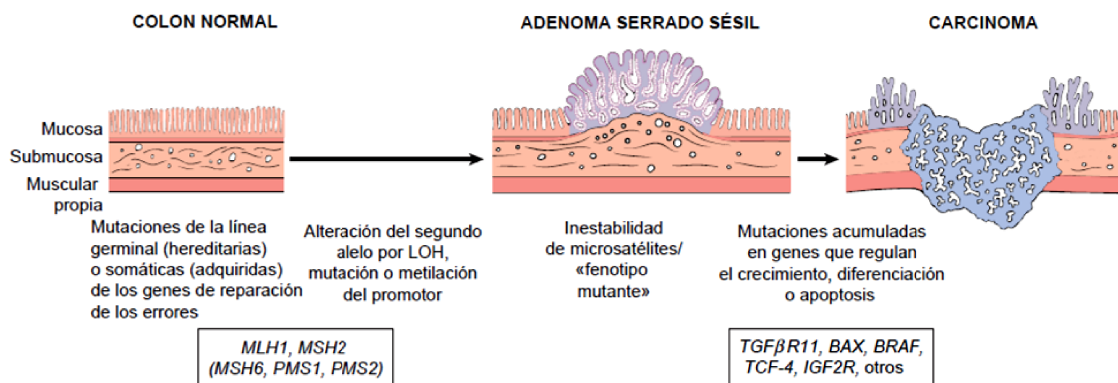 COLON NORMAL
ADENOMA SERRADO SÉSIL
CARCINOMA
Mucosa
Submucosa
Muscular
propia
Mutaciones de la línea
germinal (hereditarias)
o somáticas (adquiridas)
de los genes de reparación
de los errores
Alteración del segundo
alelo por LOH,
mutación o metilación
del promotor
Inestabilidad
de microsatélites/
«fenotipo
mutante»
Mutaciones acumuladas
en genes que regulan
el crecimiento, diferenciación
o apoptosis
MLH1, MSH2
(MSH6, PMS1, PMS2)
TGFβR11, BAX, BRAF,
TCF-4, IGF2R, otros